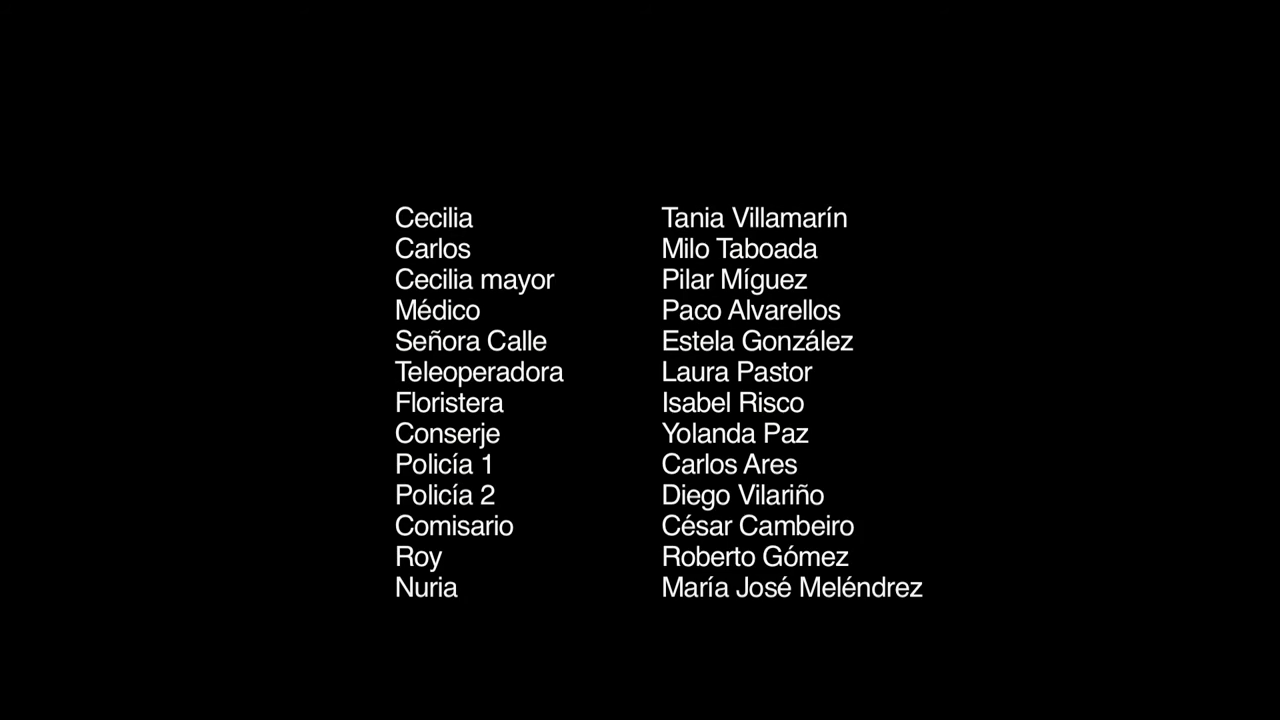 Cecilia Tania Villamarín
Carlos Milo Taboada
Cecilia mayor Pilar Míguez
Médico Paco Alvarellos
Señora Calle Estela González
Teleoperadora Laura Pastor
Floristera Isabel Risco
Conserje Yolanda Paz
Policía 1 Carlos Ares
Policía 2 Diego Vilariño
Comisario César Cambeiro
Roy Roberto Gómez
Nuria María José Meléndrez